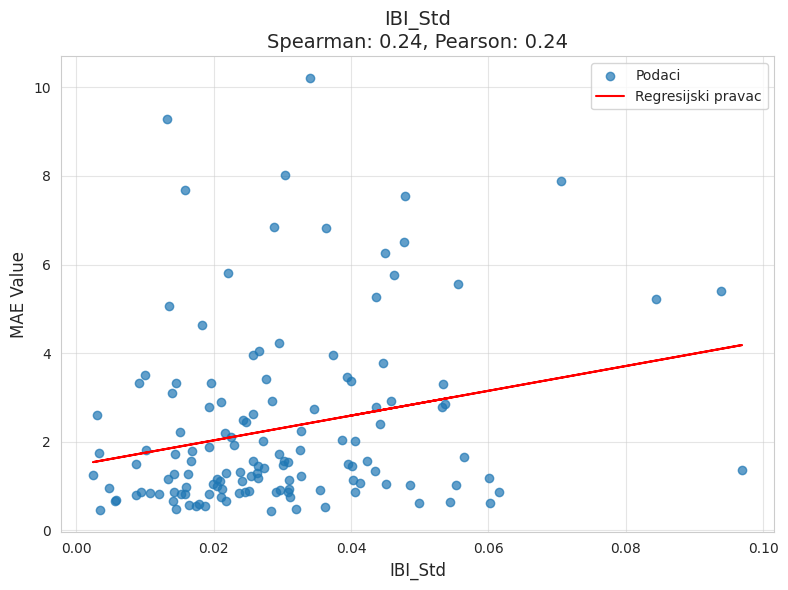 IBI_Std
Spearman: 0.24, Pearson: 0.24
Podaci
Regresijski pravac
MAE Value
10
8
6
4
2
0
0.00 0.02 0.04 0.06 0.08 0.10
IBI_Std